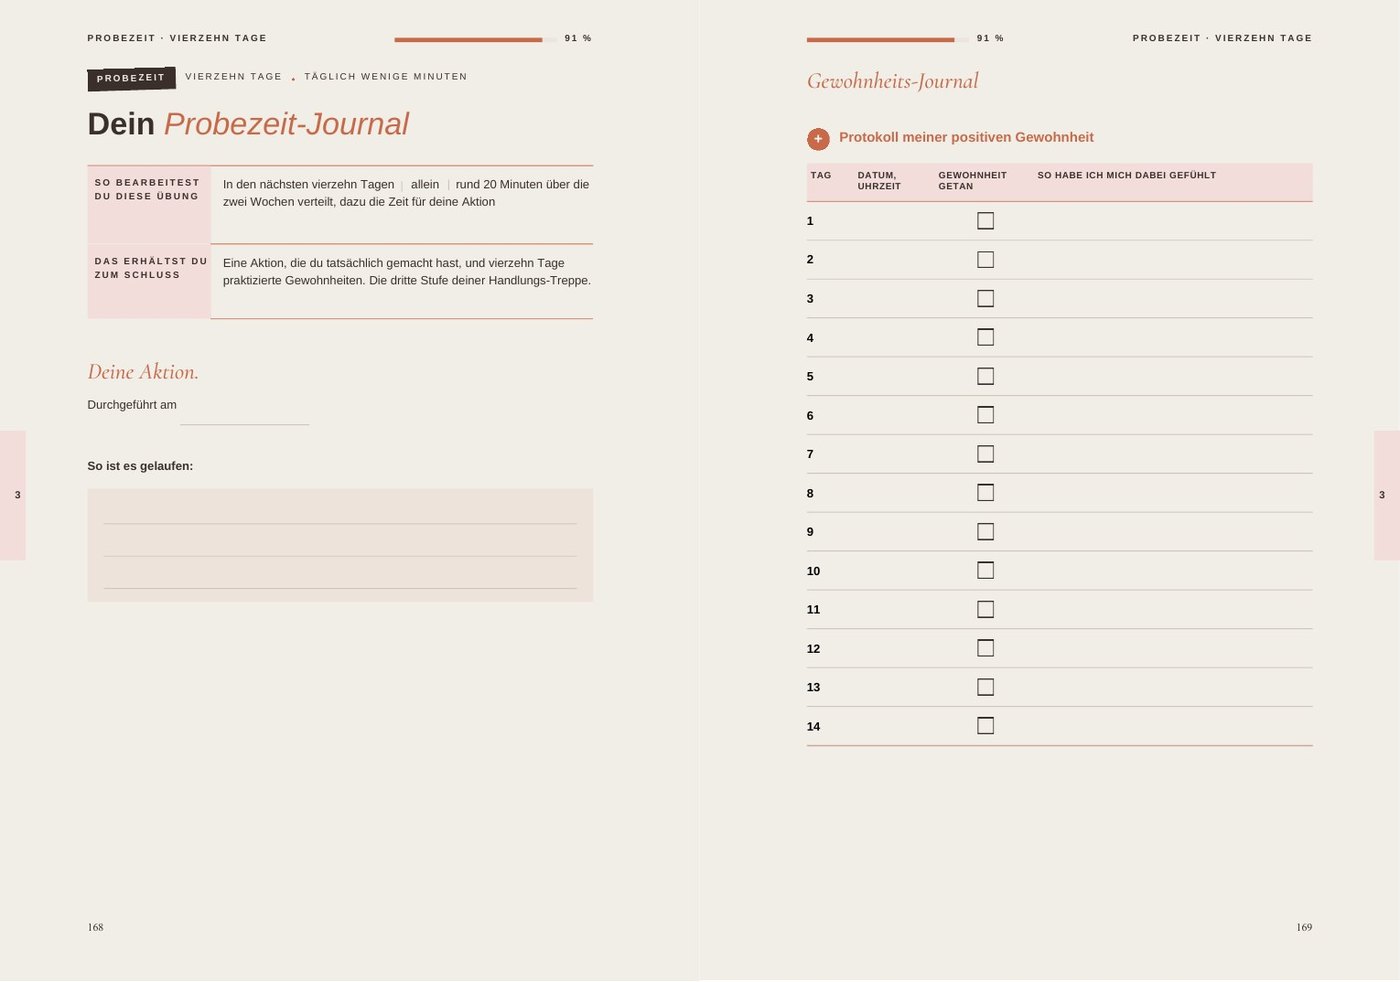 PROBEZEIT · VIERZEHN TAGE
91 %
PROBEZEIT VIERZEHN TAGE • TÄGLICH WENIGE MINUTEN
Dein Probezeit-Journal
SO BEARBEITEST
DU DIESE ÜBUNG
In den nächsten vierzehn Tagen | allein | rund 20 Minuten über die
zwei Wochen verteilt, dazu die Zeit für deine Aktion
DAS ERHÄLTST DU
ZUM SCHLUSS
Eine Aktion, die du tatsächlich gemacht hast, und vierzehn Tage
praktizierte Gewohnheiten. Die dritte Stufe deiner Handlungs-Treppe.
Deine Aktion.
Durchgeführt am
So ist es gelaufen:
3
168
91 %
PROBEZEIT · VIERZEHN TAGE
Gewohnheits-Journal
+ Protokoll meiner positiven Gewohnheit
TAG
DATUM,
UHRZEIT
GEWOHNHEIT
GETAN
SO HABE ICH MICH DABEI GEFÜHLT
1
2
3
4
5
6
7
8
9
10
11
12
13
14
3
169